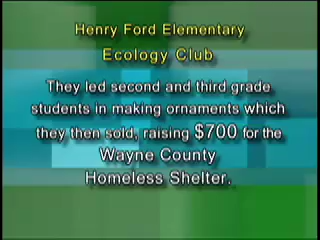 Henry Ford Elementary
Ecology Club
They led second and third grade
students in making ornaments which
they then sold, raising $700 for the
Wayne County
Homeless Shelter.